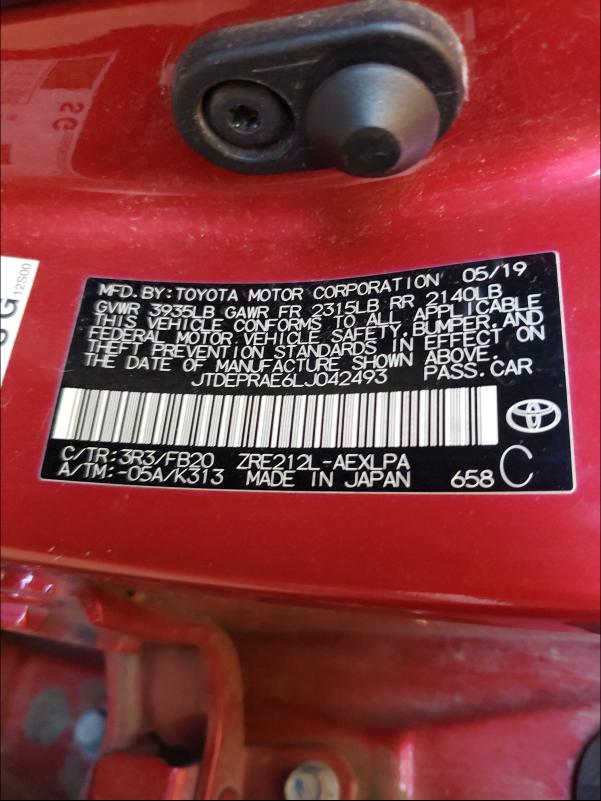 SG
12S00
MFD. BY: TOYOTA MOTOR CORPORATION 05/19
GVWR 3935LB GAWR FR 2315LB RR 2140LB
THIS VEHICLE CONFORMS TO ALL APPLICABLE
FEDERAL MOTOR VEHICLE SAFETY, BUMPER, AND
THEFT PREVENTION STANDARDS IN EFFECT ON
THE DATE OF MANUFACTURE SHOWN ABOVE.
JTDEPRAE6LJ042493 PASS. CAR
C/TR: 3R3/FB20 ZRE212L-AEXLPA
A/TM: -05A/K313 MADE IN JAPAN 658 C